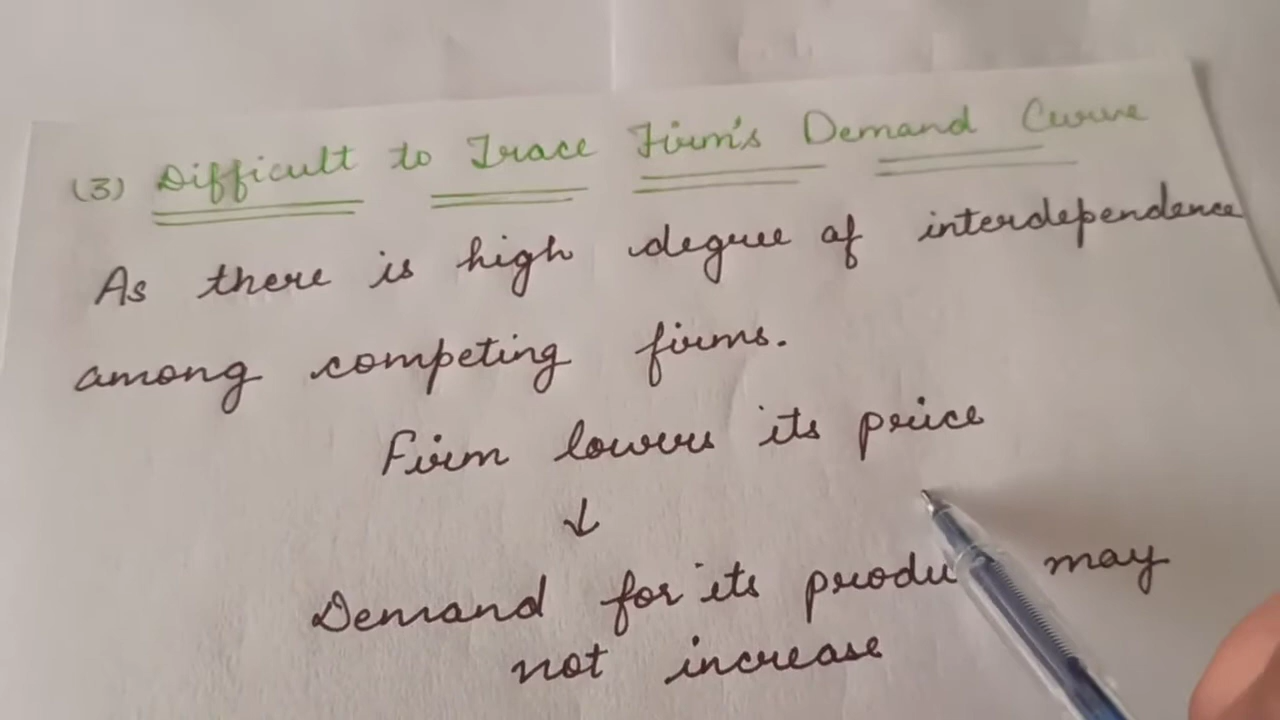 (3) Difficult to Trace Firm's Demand Curve
As there is high degree of interdependence
among competing firms.
Firm lowers its price
↓
Demand for its produ may
not increase